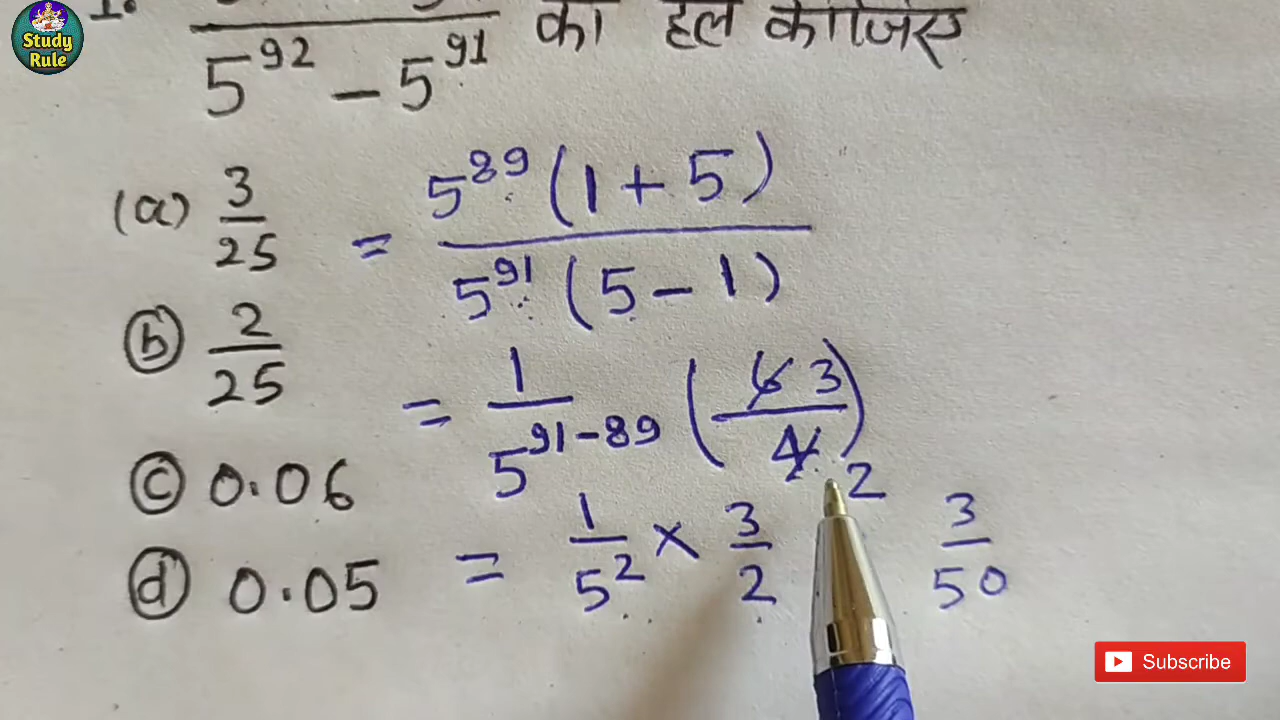 Study Rule
1.
5^92 - 5^91 का हल कीजिए
(a) 3/25 = 5^89 (1 + 5) / 5^91 (5 - 1)
(b) 2/25 = 1 / 5^91-89 (6 3 / 4 2)
(c) 0.06
(d) 0.05 = 1/5^2 × 3/2 3/50
Subscribe